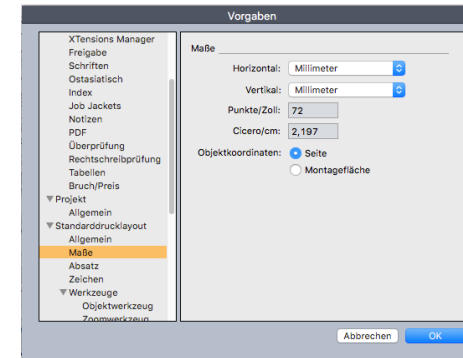 Vorgaben
XTensions Manager
Freigabe
Schriften
Ostasiatisch
Index
Job Jackets
Notizen
PDF
Überprüfung
Rechtschreibprüfung
Tabellen
Bruch/Preis
Projekt
Allgemein
Standarddrucklayout
Allgemein
Maße
Absatz
Zeichen
Werkzeuge
Objektwerkzeug
Zoomwerkzeug
Maße
Horizontal: Millimeter
Vertikal: Millimeter
Punkte/Zoll: 72
Cicero/cm: 2,197
Objektkoordinaten: Seite
Montagefläche
Abbrechen OK